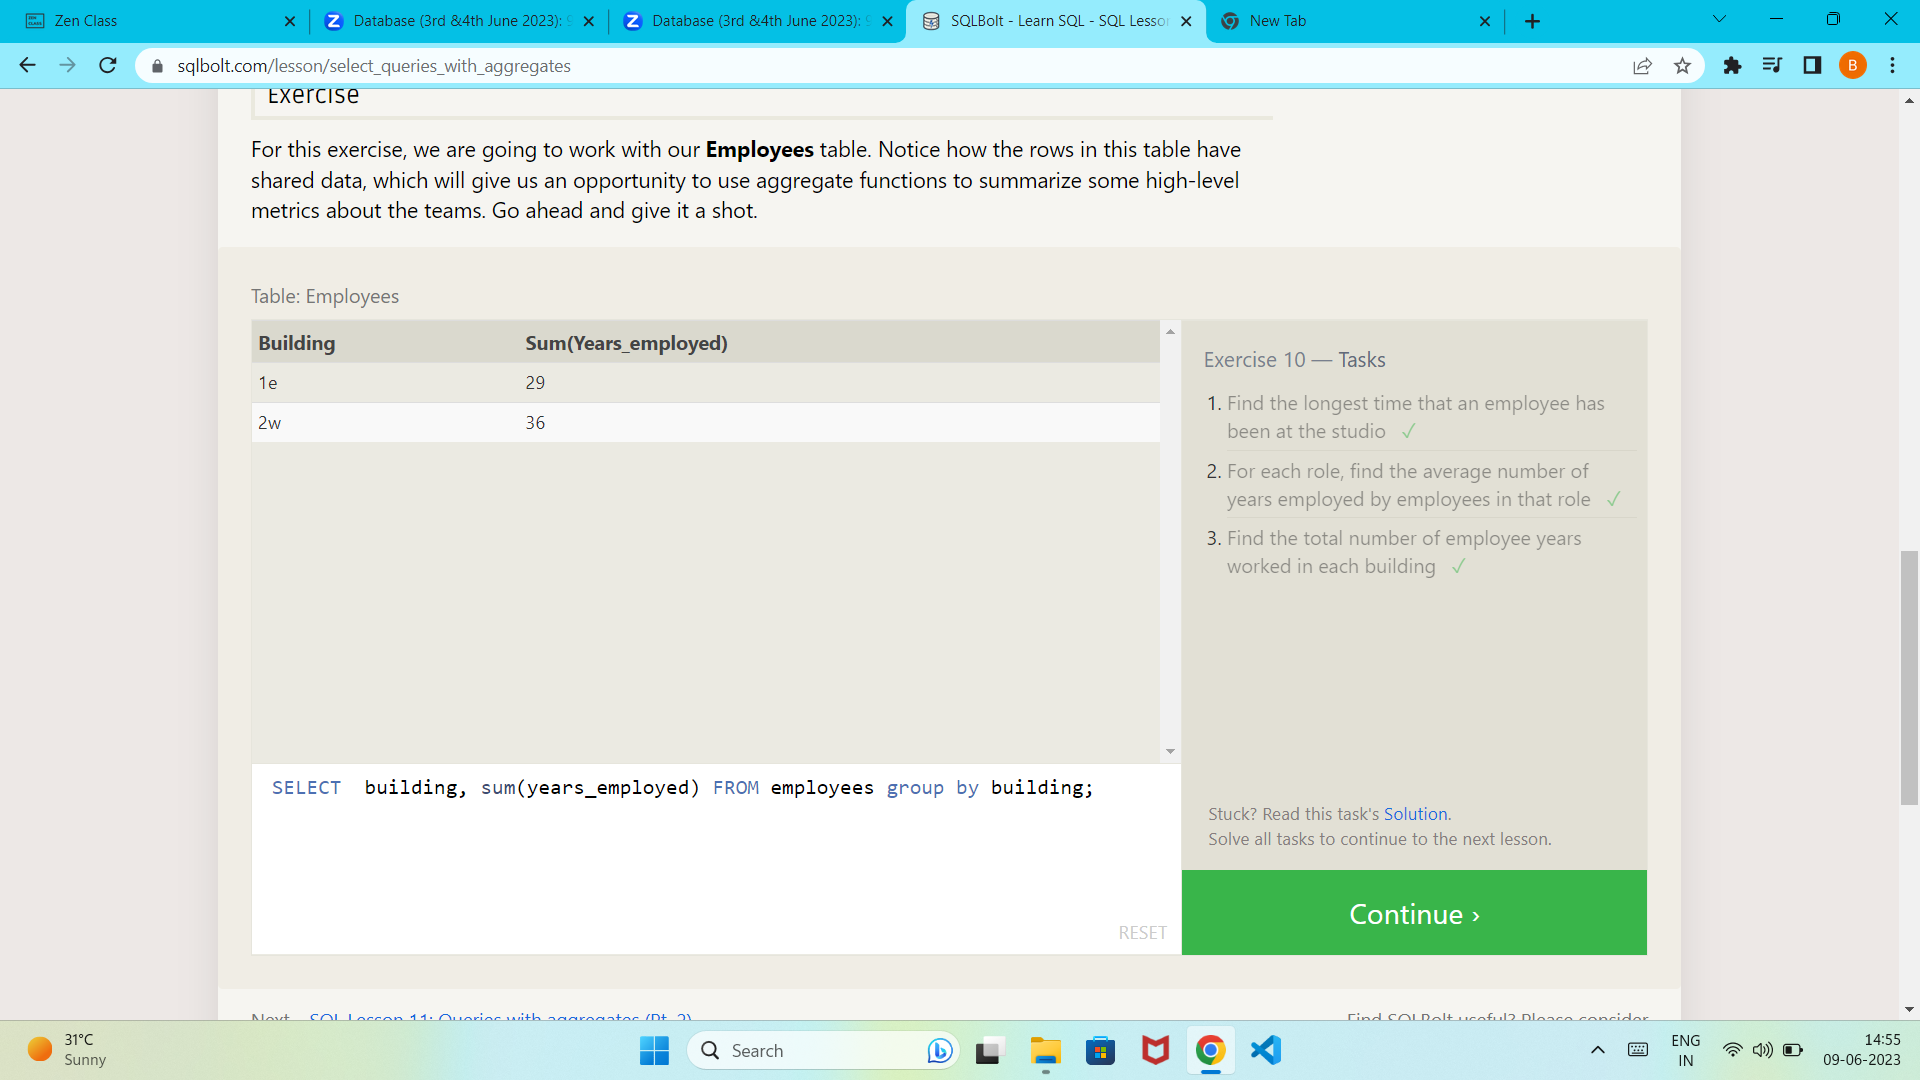 Zen Class
Database (3rd &4th June 2023):
Database (3rd &4th June 2023):
SQLBolt - Learn SQL - SQL Lesson
New Tab
sqlbolt.com/lesson/select_queries_with_aggregates
B
Exercise
For this exercise, we are going to work with our Employees table. Notice how the rows in this table have
shared data, which will give us an opportunity to use aggregate functions to summarize some high-level
metrics about the teams. Go ahead and give it a shot.
Table: Employees
Building Sum(Years_employed)
1e 29
2w 36
Exercise 10 — Tasks
1. Find the longest time that an employee has
been at the studio ✓
2. For each role, find the average number of
years employed by employees in that role ✓
3. Find the total number of employee years
worked in each building ✓
SELECT  building, sum(years_employed) FROM employees group by building;
RESET
Stuck? Read this task's Solution.
Solve all tasks to continue to the next lesson.
Continue ›
Next – SQL Lesson 11: Queries with aggregates (Pt. 2)
Find SQLBolt useful? Please consider
31°C
Sunny
Search
ENG
IN
14:55
09-06-2023